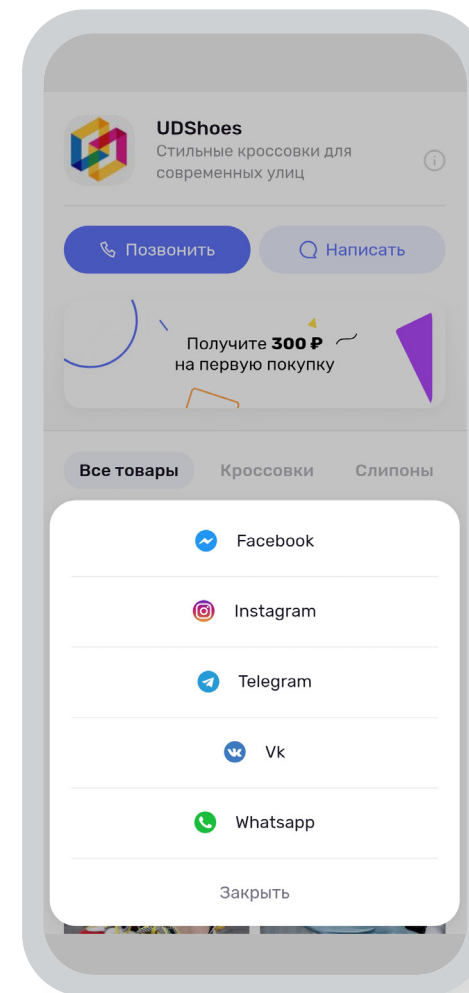 UDShoes
Стильные кроссовки для
современных улиц
Позвонить
Написать
Получите 300 ₽
на первую покупку
Все товары
Кроссовки
Слипоны
Facebook
Instagram
Telegram
Vk
Whatsapp
Закрыть